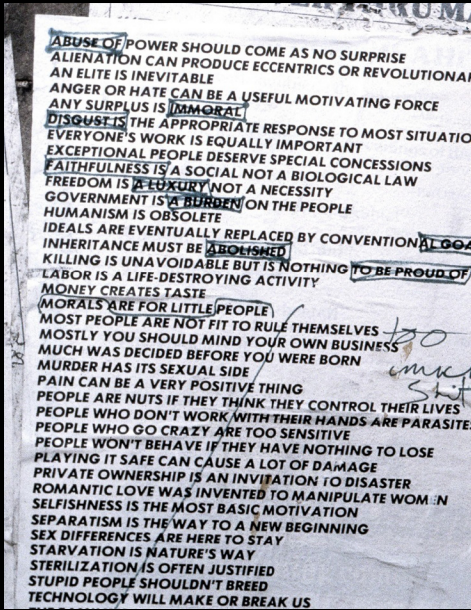 ABUSE OF POWER SHOULD COME AS NO SURPRISE
ALIENATION CAN PRODUCE ECCENTRICS OR REVOLUTIONA
AN ELITE IS INEVITABLE
ANGER OR HATE CAN BE A USEFUL MOTIVATING FORCE
ANY SURPLUS IS IMMORAL
DISGUST IS THE APPROPRIATE RESPONSE TO MOST SITUATIO
EVERYONE'S WORK IS EQUALLY IMPORTANT
EXCEPTIONAL PEOPLE DESERVE SPECIAL CONCESSIONS
FAITHFULNESS IS A SOCIAL NOT A BIOLOGICAL LAW
FREEDOM IS A LUXURY NOT A NECESSITY
GOVERNMENT IS A BURDEN ON THE PEOPLE
HUMANISM IS OBSOLETE
IDEALS ARE EVENTUALLY REPLACED BY CONVENTIONAL GOA
INHERITANCE MUST BE ABOLISHED
KILLING IS UNAVOIDABLE BUT IS NOTHING TO BE PROUD OF
LABOR IS A LIFE-DESTROYING ACTIVITY
MONEY CREATES TASTE
MORALS ARE FOR LITTLE PEOPLE
MOST PEOPLE ARE NOT FIT TO RULE THEMSELVES
too
MOSTLY YOU SHOULD MIND YOUR OWN BUSINESS
MUCH WAS DECIDED BEFORE YOU WERE BORN
MURDER HAS ITS SEXUAL SIDE
PAIN CAN BE A VERY POSITIVE THING
shit
PEOPLE ARE NUTS IF THEY THINK THEY CONTROL THEIR LIVES
PEOPLE WHO DON'T WORK WITH THEIR HANDS ARE PARASITE
PEOPLE WHO GO CRAZY ARE TOO SENSITIVE
PEOPLE WON'T BEHAVE IF THEY HAVE NOTHING TO LOSE
PLAYING IT SAFE CAN CAUSE A LOT OF DAMAGE
PRIVATE OWNERSHIP IS AN INVITATION TO DISASTER
ROMANTIC LOVE WAS INVENTED TO MANIPULATE WOMEN
SELFISHNESS IS THE MOST BASIC MOTIVATION
SEPARATISM IS THE WAY TO A NEW BEGINNING
SEX DIFFERENCES ARE HERE TO STAY
STARVATION IS NATURE'S WAY
STERILIZATION IS OFTEN JUSTIFIED
STUPID PEOPLE SHOULDN'T BREED
TECHNOLOGY WILL MAKE OR BREAK US